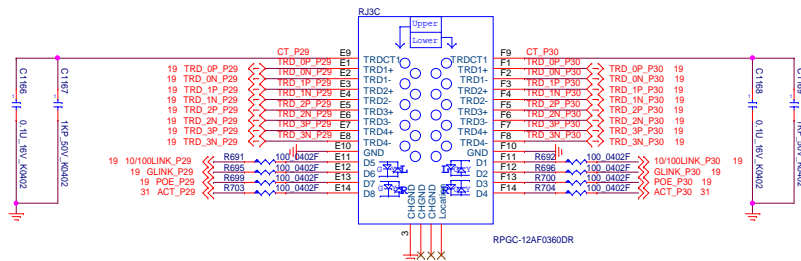 RJ3C
Upper
Lower
CT_P29 E9 TRDCT1 TRDCT1 F9 CT_P30
19 TRD_0P_P29 E1 TRD1+ TRD1+ F1 TRD_0P_P30 19
19 TRD_0N_P29 E2 TRD1- TRD1- F2 TRD_0N_P30 19
19 TRD_1P_P29 E3 TRD2+ TRD2+ F3 TRD_1P_P30 19
19 TRD_1N_P29 E4 TRD2- TRD2- F4 TRD_1N_P30 19
19 TRD_2P_P29 E5 TRD3+ TRD3+ F5 TRD_2P_P30 19
19 TRD_2N_P29 E6 TRD3- TRD3- F6 TRD_2N_P30 19
19 TRD_3P_P29 E7 TRD4+ TRD4+ F7 TRD_3P_P30 19
19 TRD_3N_P29 E8 TRD4- TRD4- F8 TRD_3N_P30 19
E10 GND GND F10
19 10/100LINK_P29 R691 100_0402F E11 D5 D1 F11 R692 100_0402F 10/100LINK_P30 19
19 GLINK_P29 R695 100_0402F E12 D6 D2 F12 R696 100_0402F GLINK_P30 19
19 POE_P29 R699 100_0402F E13 D7 D3 F13 R700 100_0402F POE_P30 19
31 ACT_P29 R703 100_0402F E14 D8 D4 F14 R704 100_0402F ACT_P30 31
C1166
0.1U_16V_K0402
C1167
1KP_50V_K0402
C1168
0.1U_16V_K0402
CHGND
CHGND
CHGND
Located
3
RPGC-12AF0360DR